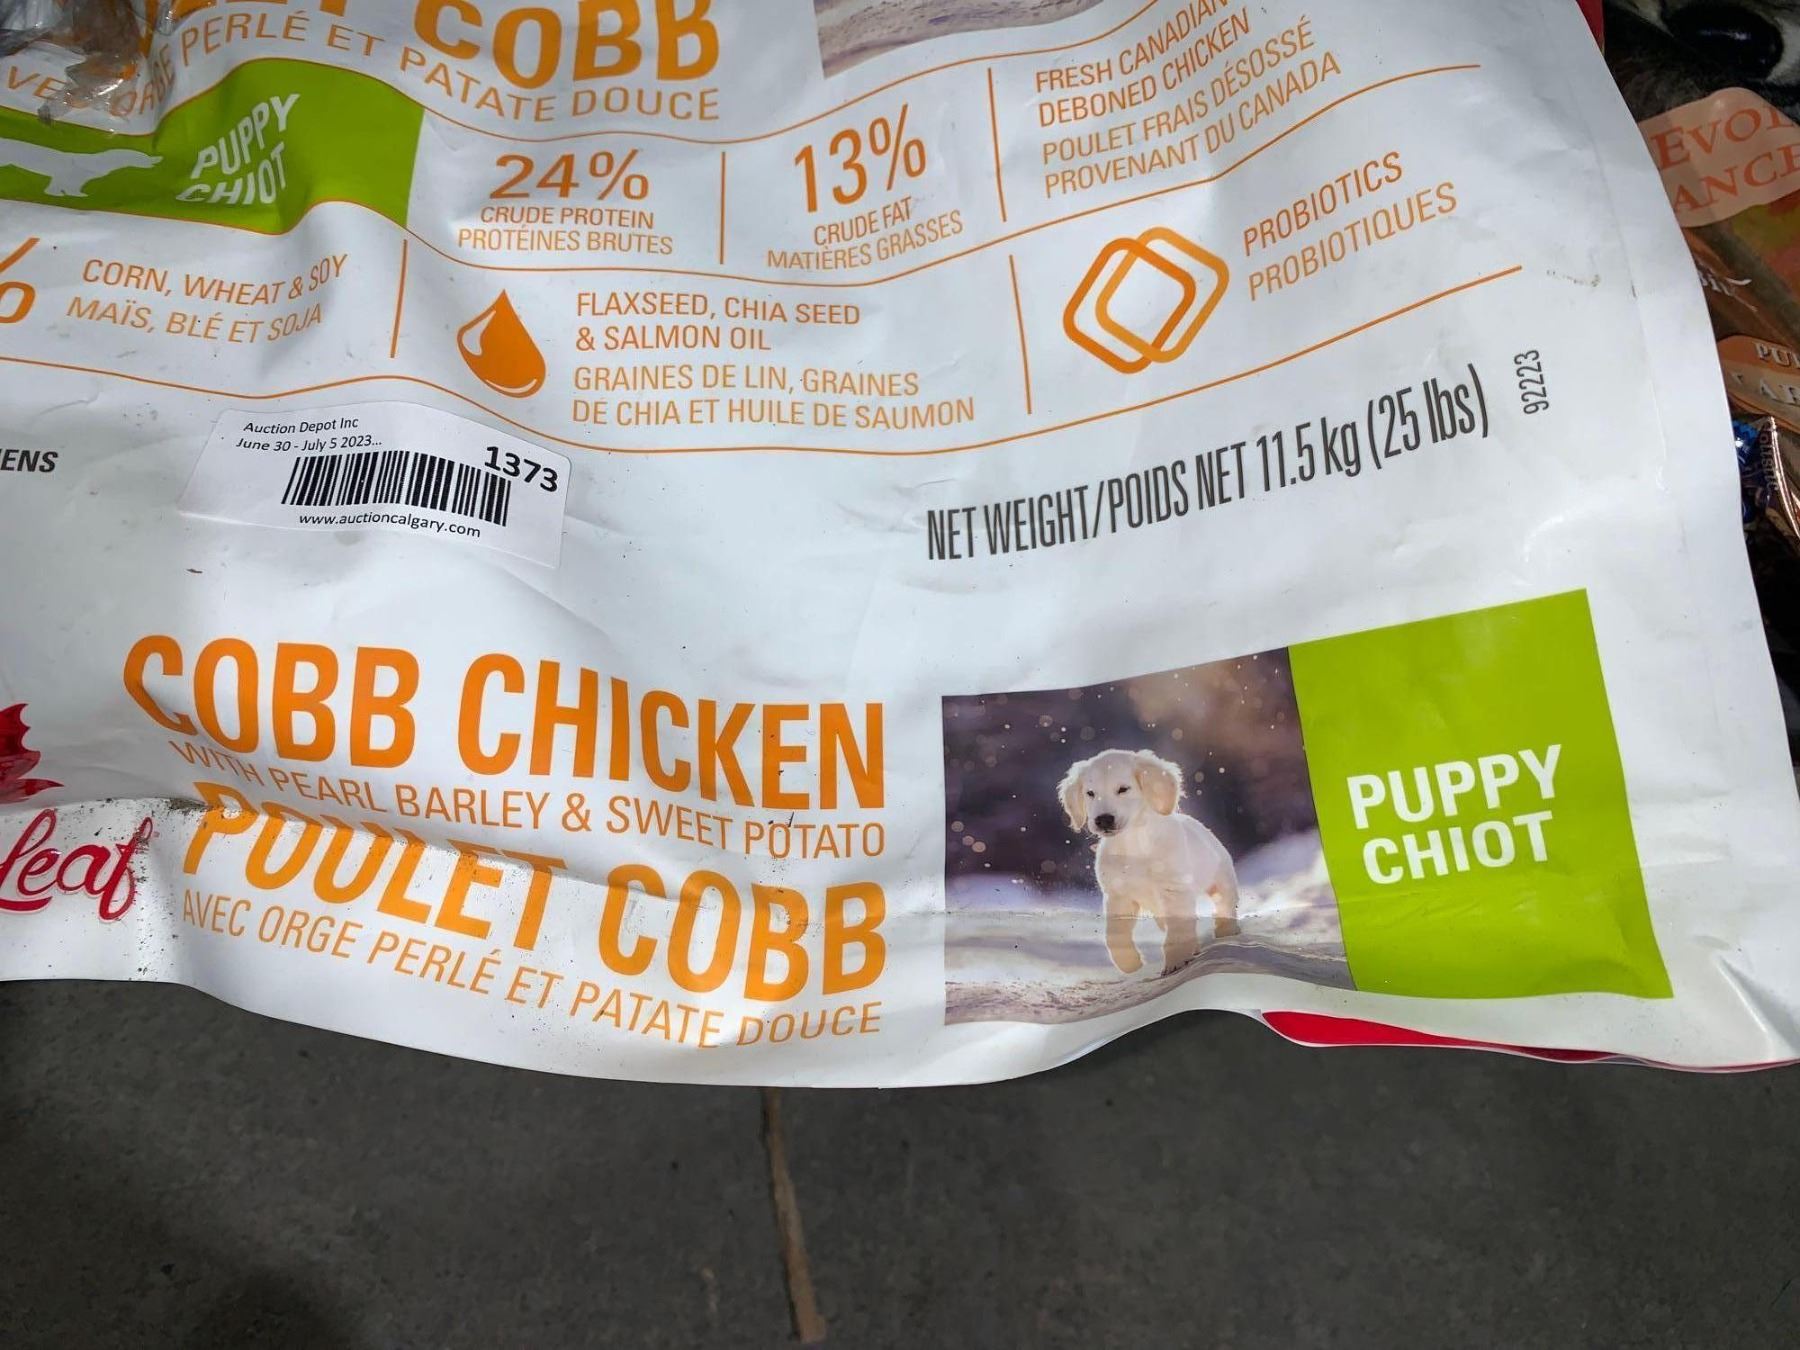 COBB
PERLÉ ET PATATE DOUCE
PUPPY
CHIOT
24%
CRUDE PROTEIN
PROTÉINES BRUTES
13%
CRUDE FAT
MATIÈRES GRASSES
FRESH CANADIAN
DEBONED CHICKEN
POULET FRAIS DÉSOSSÉ
PROVENANT DU CANADA
CORN, WHEAT & SOY
MAÏS, BLÉ ET SOJA
FLAXSEED, CHIA SEED
& SALMON OIL
GRAINES DE LIN, GRAINES
DE CHIA ET HUILE DE SAUMON
PROBIOTICS
PROBIOTIQUES
Auction Depot Inc
June 30 - July 5 2023...
1373
www.auctioncalgary.com
NET WEIGHT/POIDS NET 11.5 kg (25 lbs)
92223
COBB CHICKEN
WITH PEARL BARLEY & SWEET POTATO
POULET COBB
AVEC ORGE PERLÉ ET PATATE DOUCE
leaf
PUPPY
CHIOT